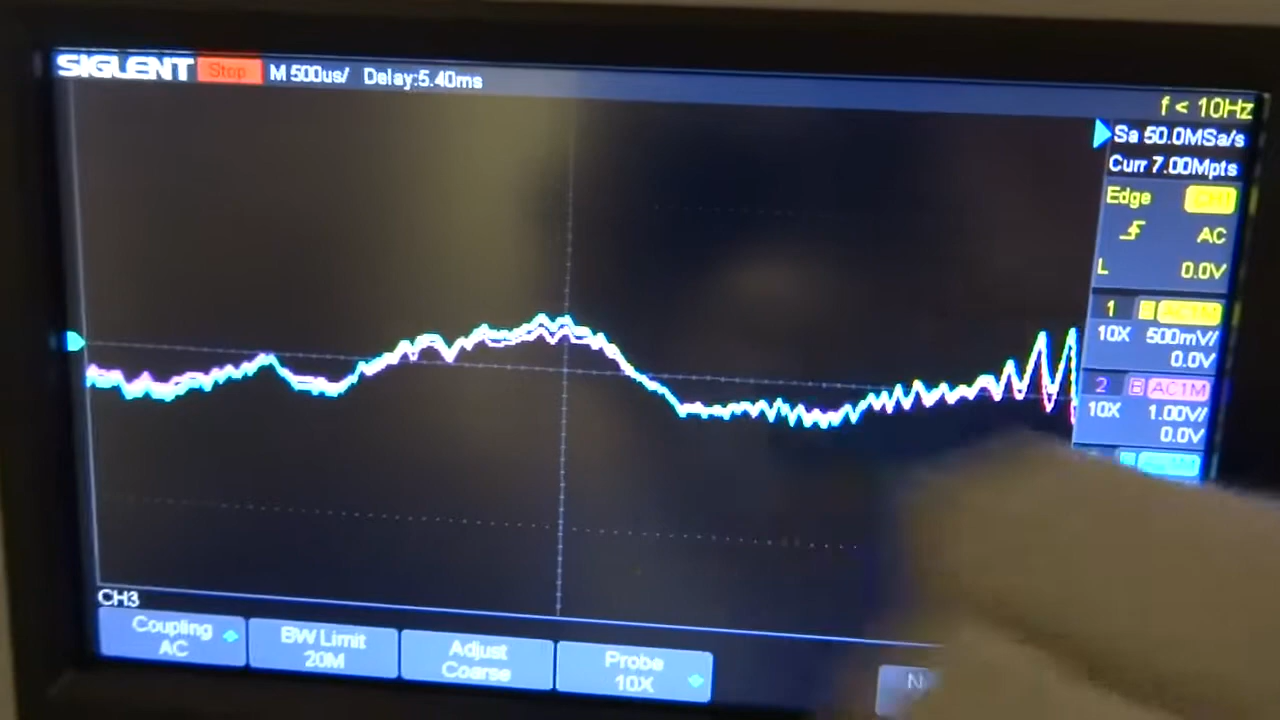 SIGLENT Stop M 500us/ Delay:5.40ms
f < 10Hz
Sa 50.0MSa/s
Curr 7.00Mpts
Edge CH1
AC
L 0.0V
1 B AC1M
10X 500mV/
0.0V
2 B AC1M
10X 1.00V/
0.0V
CH3
Coupling
AC
BW Limit
20M
Adjust
Coarse
Probe
10X